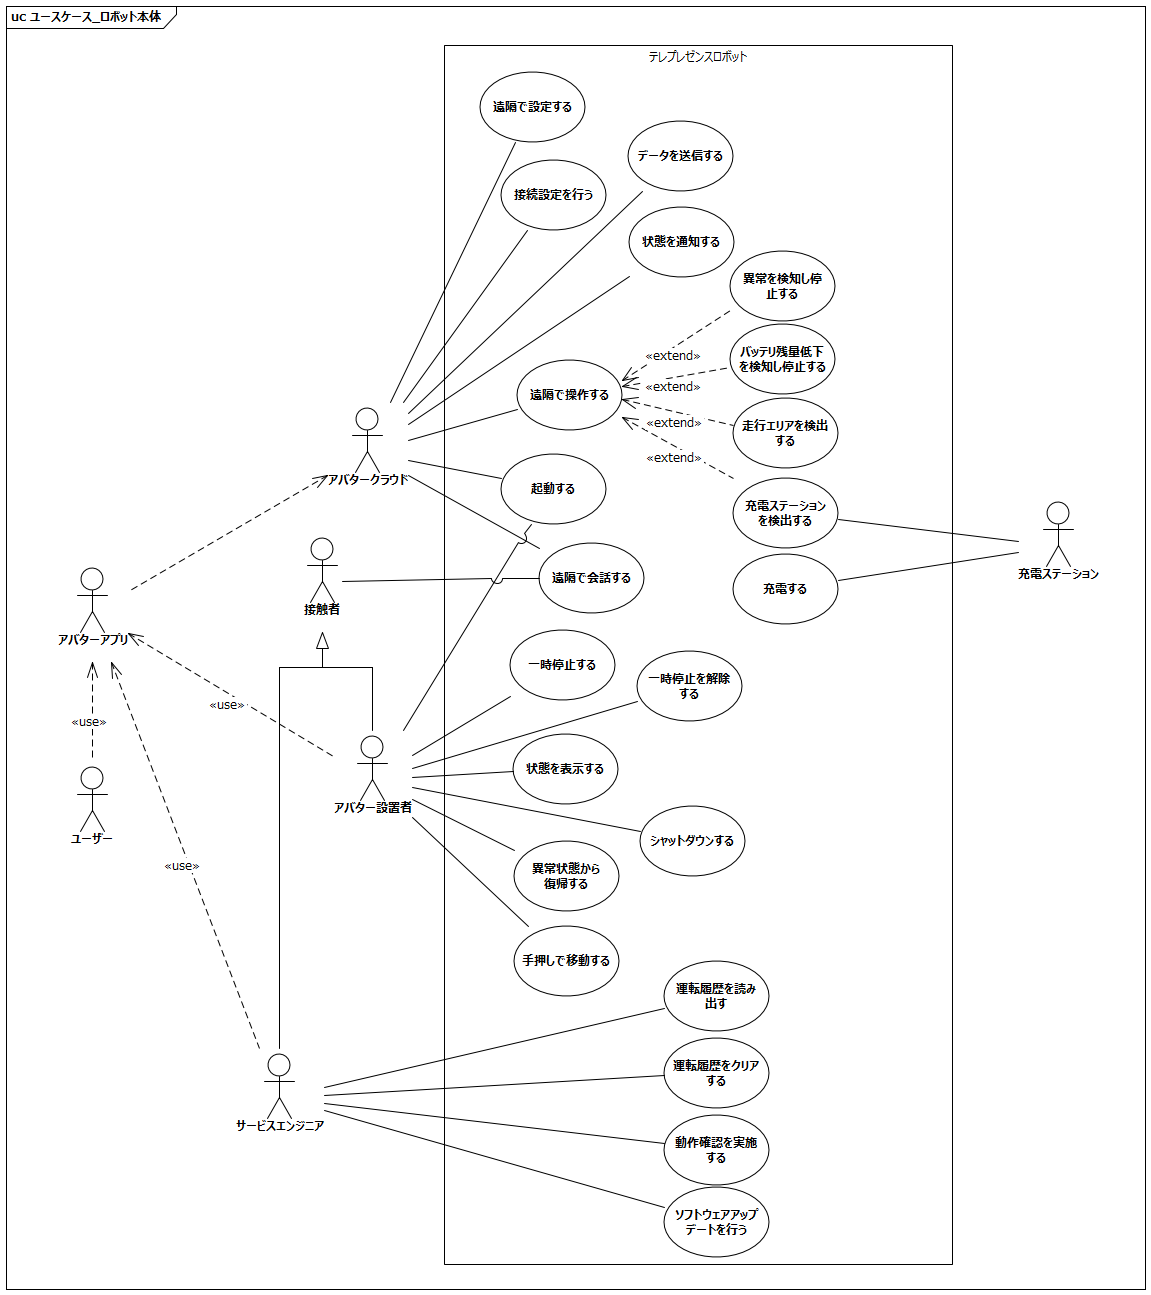 uc ユースケース_ロボット本体
テレプレゼンスロボット
遠隔で設定する
データを送信する
接続設定を行う
状態を通知する
異常を検知し停
止する
«extend»
バッテリ残量低下
を検知し停止する
«extend»
遠隔で操作する
«extend»
走行エリアを検出
する
«extend»
アバタークラウド
起動する
充電ステーション
を検出する
充電ステーション
遠隔で会話する
充電する
接触者
アバターアプリ
一時停止する
一時停止を解除
する
«use»
«use»
状態を表示する
アバター設置者
ユーザー
シャットダウンする
«use»
異常状態から
復帰する
手押しで移動する
運転履歴を読み
出す
運転履歴をクリア
する
サービスエンジニア
動作確認を実施
する
ソフトウェアアップ
デートを行う